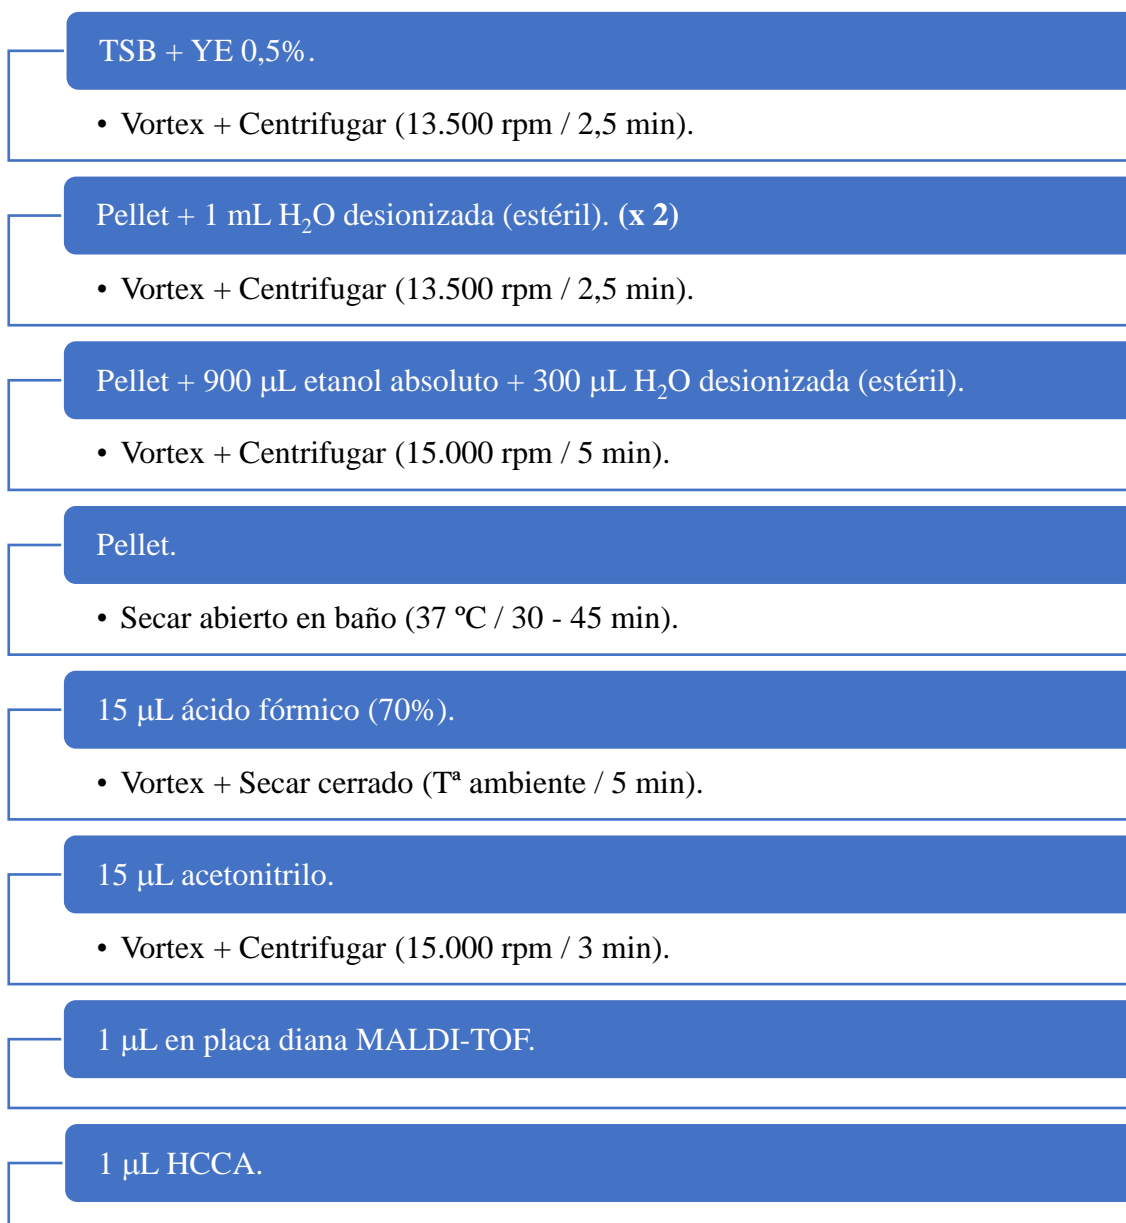 TSB + YE 0,5%.
• Vortex + Centrifugar (13.500 rpm / 2,5 min).
Pellet + 1 mL H₂O desionizada (estéril). (x 2)
• Vortex + Centrifugar (13.500 rpm / 2,5 min).
Pellet + 900 μL etanol absoluto + 300 μL H₂O desionizada (estéril).
• Vortex + Centrifugar (15.000 rpm / 5 min).
Pellet.
• Secar abierto en baño (37 ºC / 30 - 45 min).
15 μL ácido fórmico (70%).
• Vortex + Secar cerrado (Tª ambiente / 5 min).
15 μL acetonitrilo.
• Vortex + Centrifugar (15.000 rpm / 3 min).
1 μL en placa diana MALDI-TOF.
1 μL HCCA.